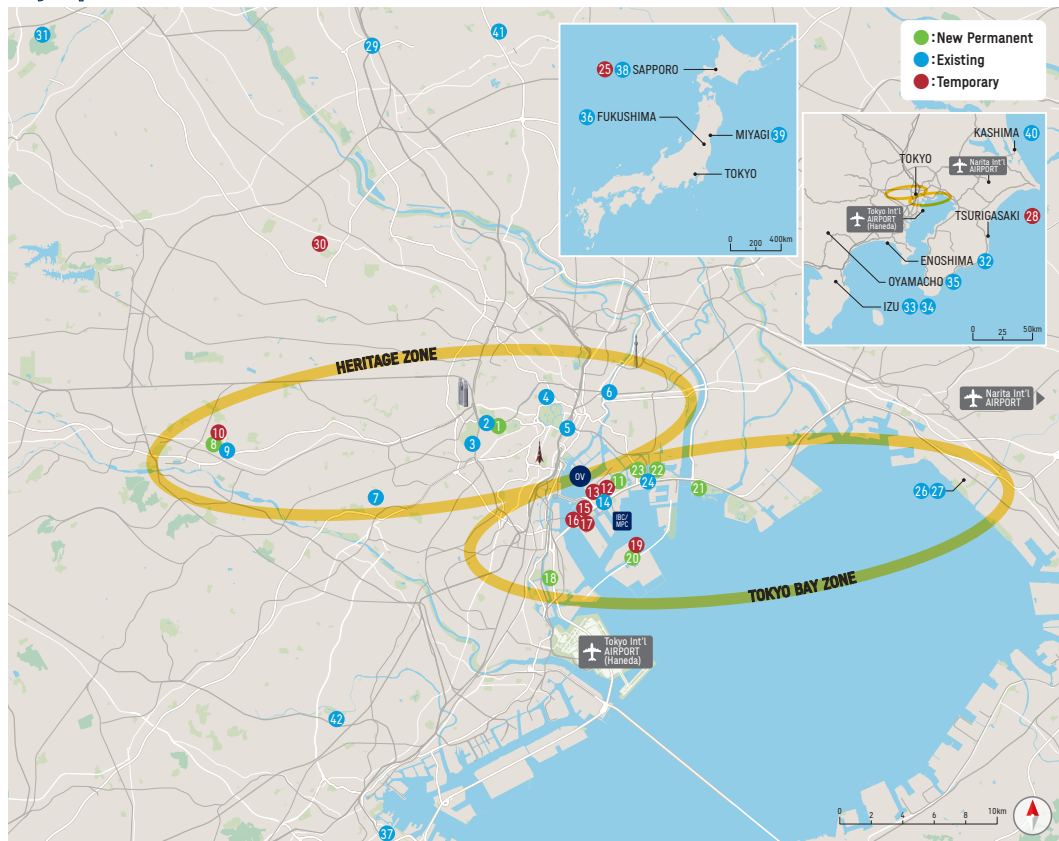 31
29
41
25 38 SAPPORO
36 FUKUSHIMA
MIYAGI 39
TOKYO
0 200 400km
:New Permanent
:Existing
:Temporary
KASHIMA 40
TOKYO
Narita Int'l
AIRPORT
Tokyo Int'l
AIRPORT
(Haneda)
TSURIGASAKI 28
ENOSHIMA 32
OYAMACHO 35
IZU 33 34
0 25 50km
30
HERITAGE ZONE
4
6
2 1
5
3
10
8
9
7
Narita Int'l
AIRPORT
OV
23 22
11
24
12
13
14
21
15
16
17
IBC/
MPC
26 27
19
20
18
TOKYO BAY ZONE
Tokyo Int'l
AIRPORT
(Haneda)
42
37
0 2 4 6 8 10km